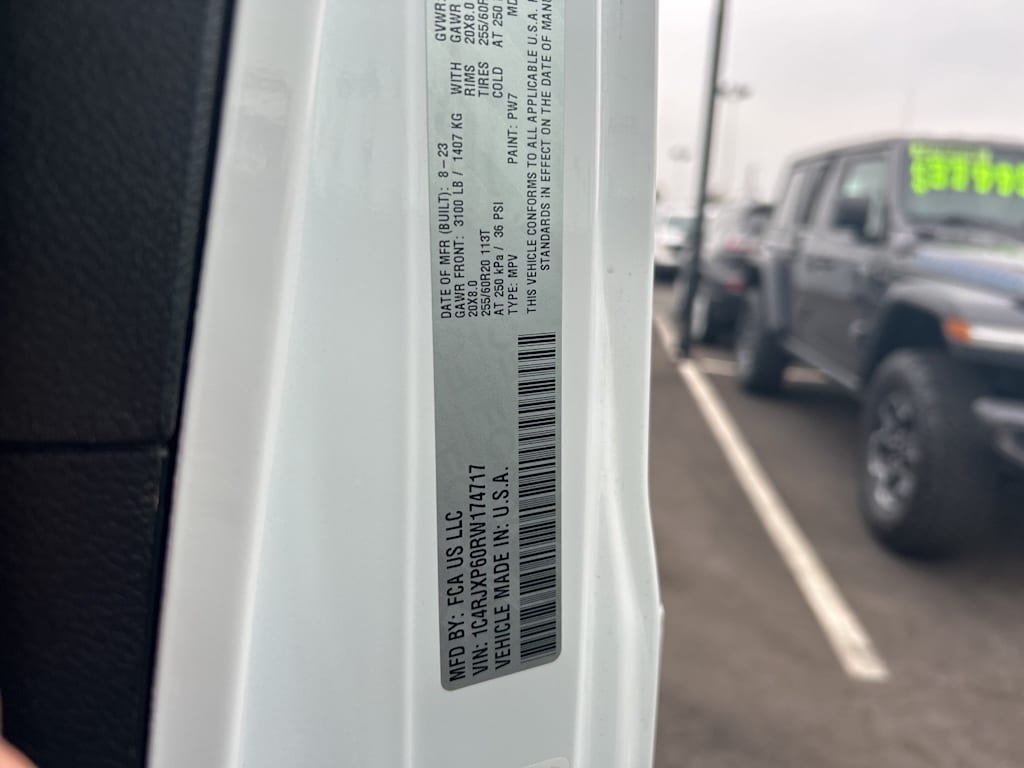 MFD BY: FCA US LLC
VIN: 1C4RJXP60RW174717
VEHICLE MADE IN: U.S.A.
DATE OF MFR (BUILT): 8-23 GVWR
GAWR FRONT: 3100 LB / 1407 KG WITH GAWR
20X8.0 RIMS 20X8.0
255/60R20 113T TIRES 255/60R
AT 250 kPa / 36 PSI COLD AT 250
TYPE: MPV PAINT: PW7
THIS VEHICLE CONFORMS TO ALL APPLICABLE U.S.A.
STANDARDS IN EFFECT ON THE DATE OF MANU